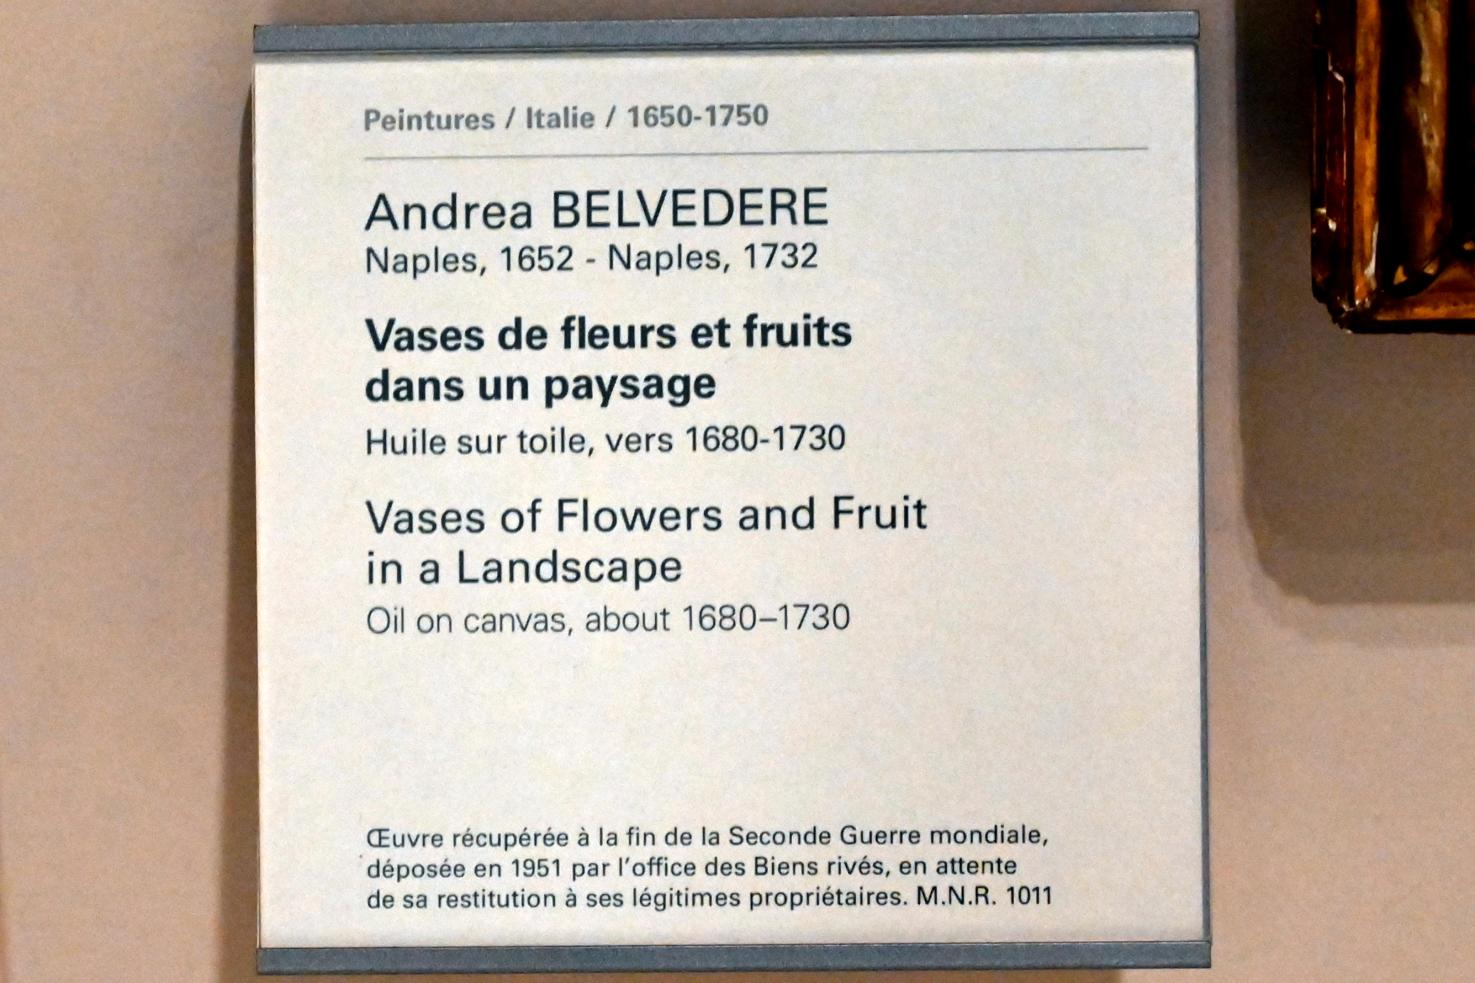 Peintures / Italie / 1650-1750
Andrea BELVEDERE
Naples, 1652 - Naples, 1732
Vases de fleurs et fruits
dans un paysage
Huile sur toile, vers 1680-1730
Vases of Flowers and Fruit
in a Landscape
Oil on canvas, about 1680–1730
Œuvre récupérée à la fin de la Seconde Guerre mondiale,
déposée en 1951 par l'office des Biens rivés, en attente
de sa restitution à ses légitimes propriétaires. M.N.R. 1011